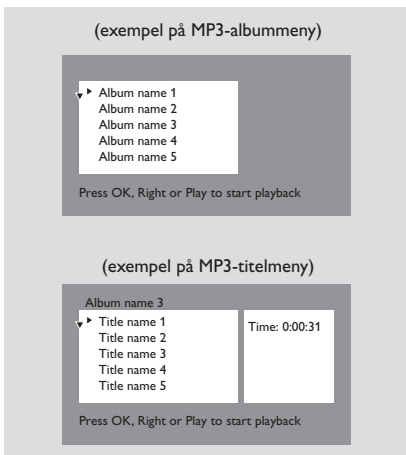 (exempel på MP3-albummeny)
Album name 1
Album name 2
Album name 3
Album name 4
Album name 5
Press OK, Right or Play to start playback
(exempel på MP3-titelmeny)
Album name 3
Title name 1
Title name 2
Title name 3
Title name 4
Title name 5
Time: 0:00:31
Press OK, Right or Play to start playback